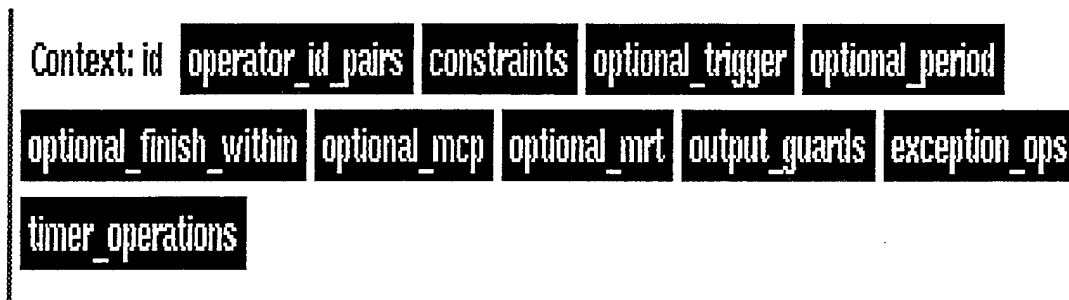 Context: id operator_id_pairs constraints optional_trigger optional_period
optional_finish_within optional_mcp optional_mrt output_guards exception_ops
timer_operations